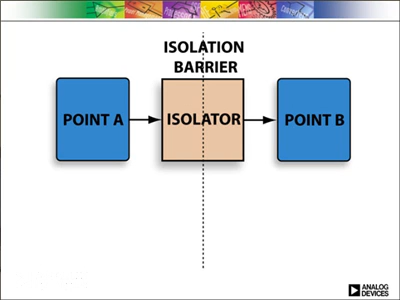 ISOLATION
BARRIER
POINT A
ISOLATOR
POINT B
ANALOG
DEVICES